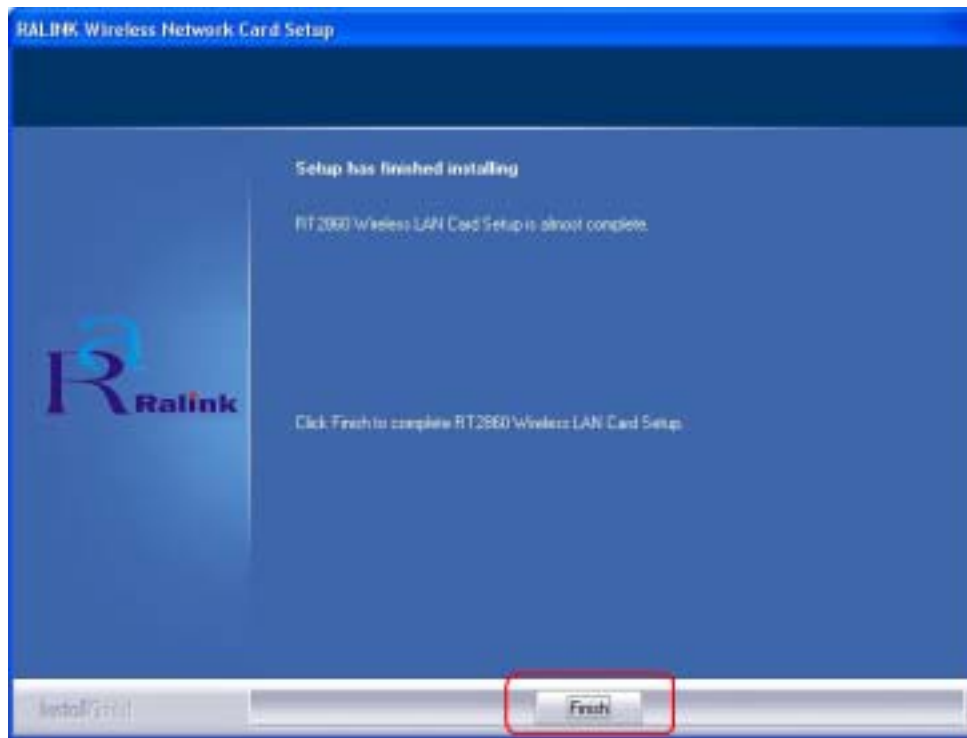 RALINK Wireless Network Card Setup
Setup has finished installing
RT2860 Wireless LAN Card Setup is almost complete.
Ralink
Click Finish to complete RT2860 Wireless LAN Card Setup.
InstallShield
Finish